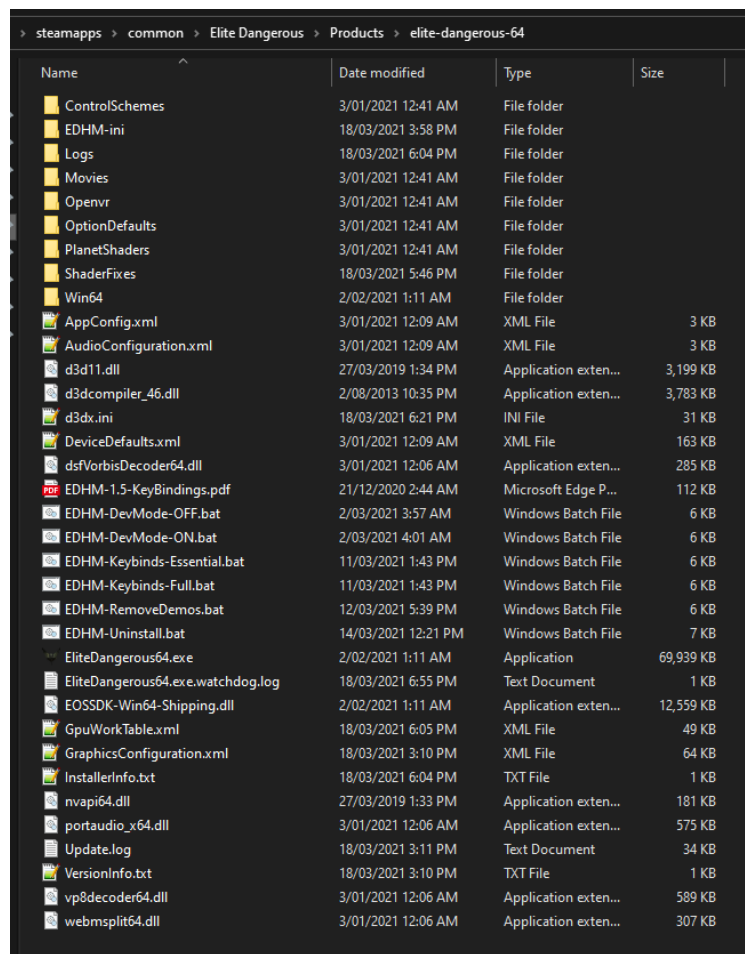 › steamapps › common › Elite Dangerous › Products › elite-dangerous-64
Name Date modified Type Size
ControlSchemes 3/01/2021 12:41 AM File folder
EDHM-ini 18/03/2021 3:58 PM File folder
Logs 18/03/2021 6:04 PM File folder
Movies 3/01/2021 12:41 AM File folder
Openvr 3/01/2021 12:41 AM File folder
OptionDefaults 3/01/2021 12:41 AM File folder
PlanetShaders 3/01/2021 12:41 AM File folder
ShaderFixes 18/03/2021 5:46 PM File folder
Win64 2/02/2021 1:11 AM File folder
AppConfig.xml 3/01/2021 12:09 AM XML File 3 KB
AudioConfiguration.xml 3/01/2021 12:09 AM XML File 3 KB
d3d11.dll 27/03/2019 1:34 PM Application exten... 3,199 KB
d3dcompiler_46.dll 2/08/2013 10:35 PM Application exten... 3,783 KB
d3dx.ini 18/03/2021 6:21 PM INI File 31 KB
DeviceDefaults.xml 3/01/2021 12:09 AM XML File 163 KB
dsfVorbisDecoder64.dll 3/01/2021 12:06 AM Application exten... 285 KB
PDF EDHM-1.5-KeyBindings.pdf 21/12/2020 2:44 AM Microsoft Edge P... 112 KB
EDHM-DevMode-OFF.bat 2/03/2021 3:57 AM Windows Batch File 6 KB
EDHM-DevMode-ON.bat 2/03/2021 4:01 AM Windows Batch File 6 KB
EDHM-Keybinds-Essential.bat 11/03/2021 1:43 PM Windows Batch File 6 KB
EDHM-Keybinds-Full.bat 11/03/2021 1:43 PM Windows Batch File 6 KB
EDHM-RemoveDemos.bat 12/03/2021 5:39 PM Windows Batch File 6 KB
EDHM-Uninstall.bat 14/03/2021 12:21 PM Windows Batch File 7 KB
EliteDangerous64.exe 2/02/2021 1:11 AM Application 69,939 KB
EliteDangerous64.exe.watchdog.log 18/03/2021 6:55 PM Text Document 1 KB
EOSSDK-Win64-Shipping.dll 2/02/2021 1:11 AM Application exten... 12,559 KB
GpuWorkTable.xml 18/03/2021 6:05 PM XML File 49 KB
GraphicsConfiguration.xml 18/03/2021 3:10 PM XML File 64 KB
InstallerInfo.txt 18/03/2021 6:04 PM TXT File 1 KB
nvapi64.dll 27/03/2019 1:33 PM Application exten... 181 KB
portaudio_x64.dll 3/01/2021 12:06 AM Application exten... 575 KB
Update.log 18/03/2021 3:11 PM Text Document 34 KB
VersionInfo.txt 18/03/2021 3:10 PM TXT File 1 KB
vp8decoder64.dll 3/01/2021 12:06 AM Application exten... 589 KB
webmsplit64.dll 3/01/2021 12:06 AM Application exten... 307 KB